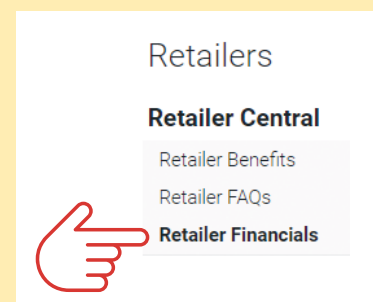 Retailers
Retailer Central
Retailer Benefits
Retailer FAQs
Retailer Financials